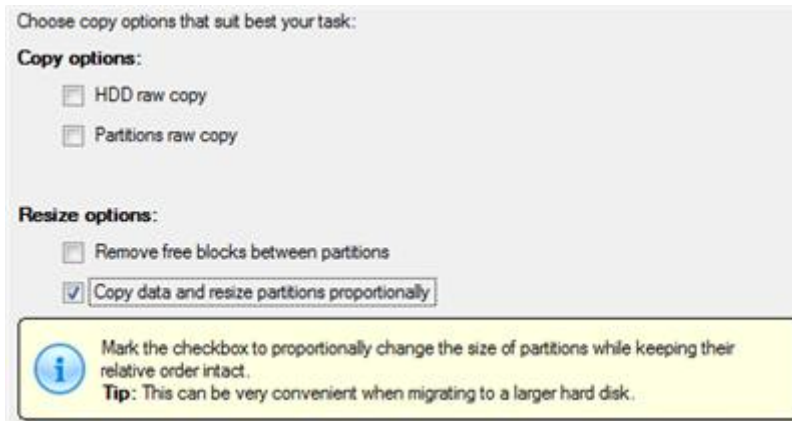 Choose copy options that suit best your task:
Copy options:
HDD raw copy
Partitions raw copy
Resize options:
Remove free blocks between partitions
Copy data and resize partitions proportionally
Mark the checkbox to proportionally change the size of partitions while keeping their
relative order intact.
Tip: This can be very convenient when migrating to a larger hard disk.